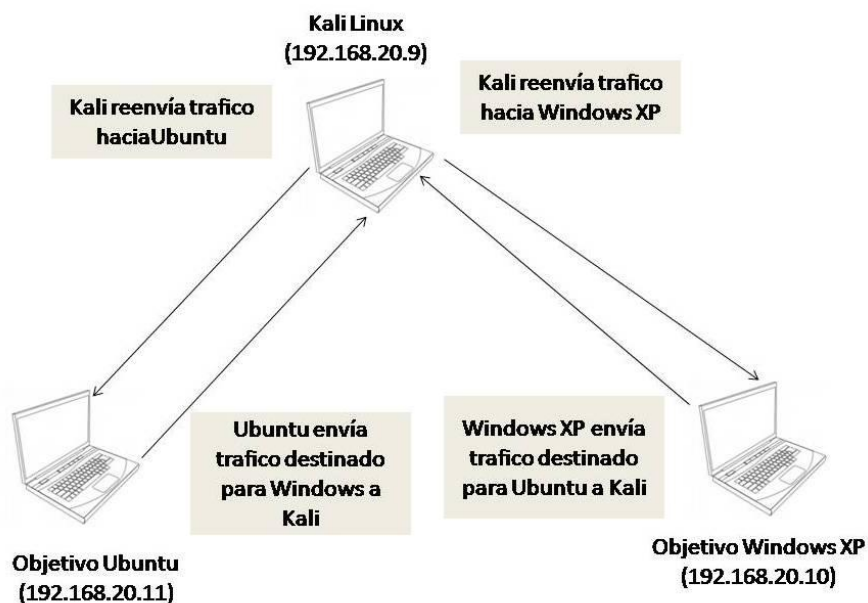 Kali Linux
(192.168.20.9)
Kali reenvía trafico
haciaUbuntu
Kali reenvía trafico
hacia Windows XP
Ubuntu envía
trafico destinado
para Windows a
Kali
Windows XP envía
trafico destinado
para Ubuntu a Kali
Objetivo Ubuntu
(192.168.20.11)
Objetivo Windows XP
(192.168.20.10)